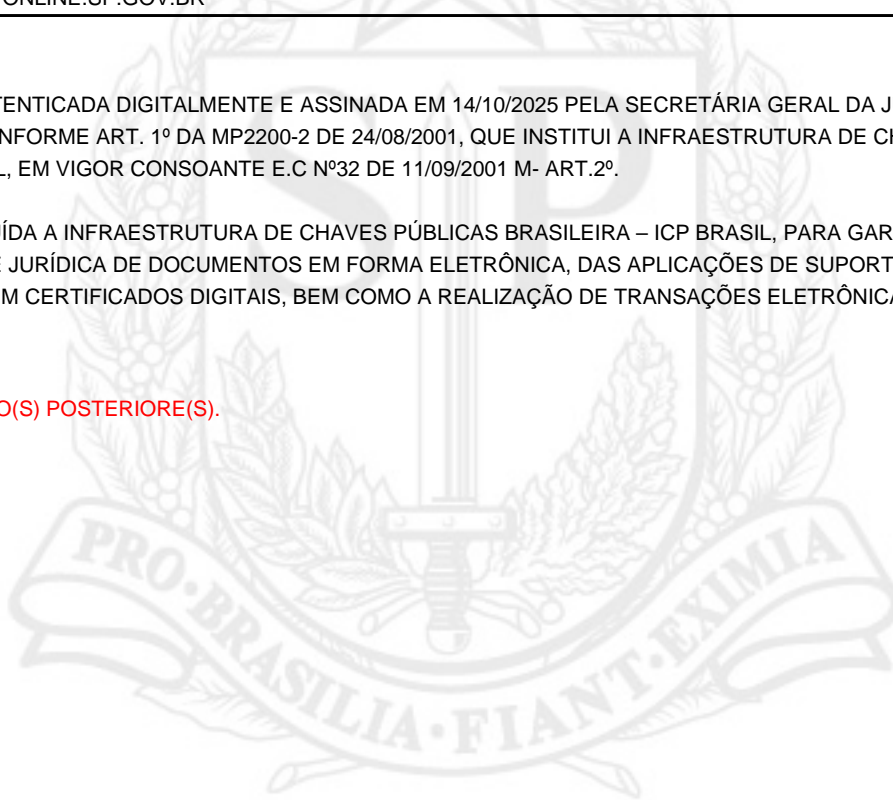 ONLINE.SP.GOV.BR
TENTICADA DIGITALMENTE E ASSINADA EM 14/10/2025 PELA SECRETÁRIA GERAL DA J
NFORME ART. 1º DA MP2200-2 DE 24/08/2001, QUE INSTITUI A INFRAESTRUTURA DE CH
L, EM VIGOR CONSOANTE E.C Nº32 DE 11/09/2001 M- ART.2º.
UÍDA A INFRAESTRUTURA DE CHAVES PÚBLICAS BRASILEIRA – ICP BRASIL, PARA GAR
E JURÍDICA DE DOCUMENTOS EM FORMA ELETRÔNICA, DAS APLICAÇÕES DE SUPORT
M CERTIFICADOS DIGITAIS, BEM COMO A REALIZAÇÃO DE TRANSAÇÕES ELETRÔNICA
O(S) POSTERIORE(S).
SP
PRO·BRASILIA·FIANT·EXIMIA